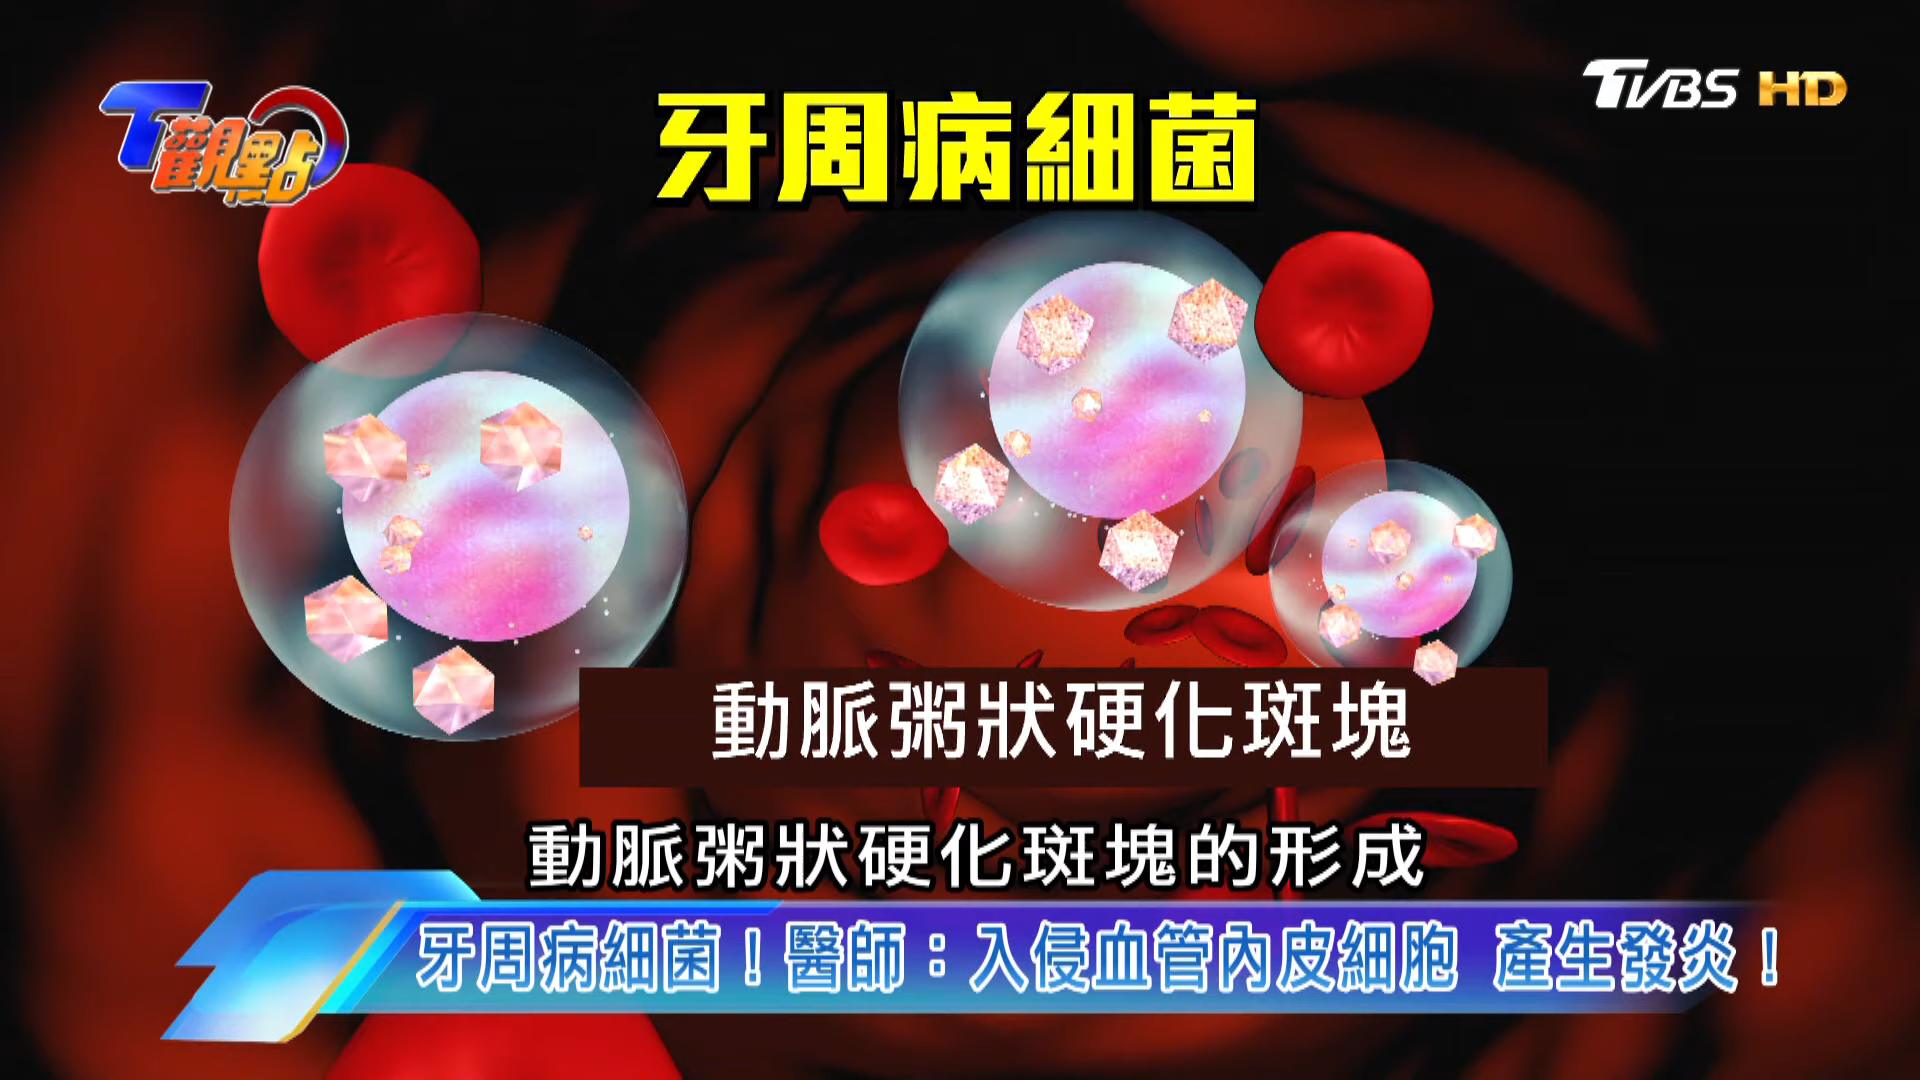 T觀點
TVBS HD
牙周病細菌
動脈粥狀硬化斑塊
動脈粥狀硬化斑塊的形成
牙周病細菌！醫師：入侵血管內皮細胞 產生發炎！